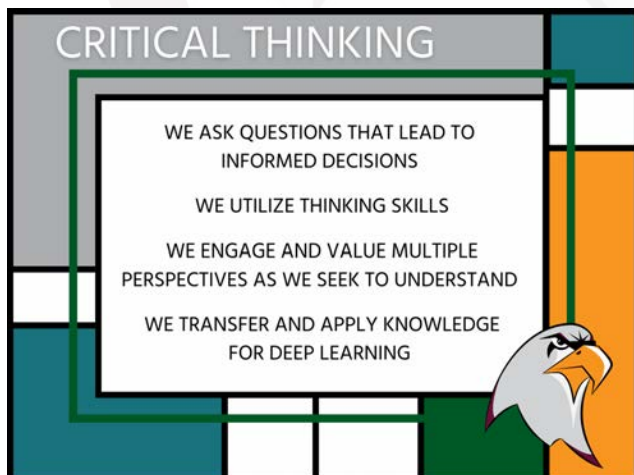 CRITICAL THINKING
WE ASK QUESTIONS THAT LEAD TO
INFORMED DECISIONS
WE UTILIZE THINKING SKILLS
WE ENGAGE AND VALUE MULTIPLE
PERSPECTIVES AS WE SEEK TO UNDERSTAND
WE TRANSFER AND APPLY KNOWLEDGE
FOR DEEP LEARNING